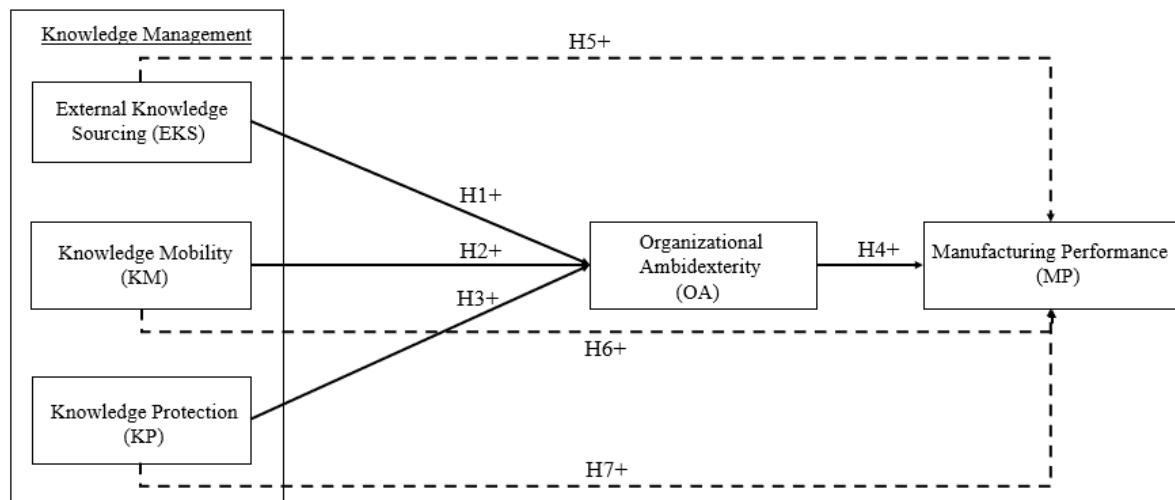 Knowledge Management
H5+
External Knowledge
Sourcing (EKS)
H1+
Knowledge Mobility
(KM)
H2+
Organizational
Ambidexterity
(OA)
H4+
Manufacturing Performance
(MP)
H3+
H6+
Knowledge Protection
(KP)
H7+